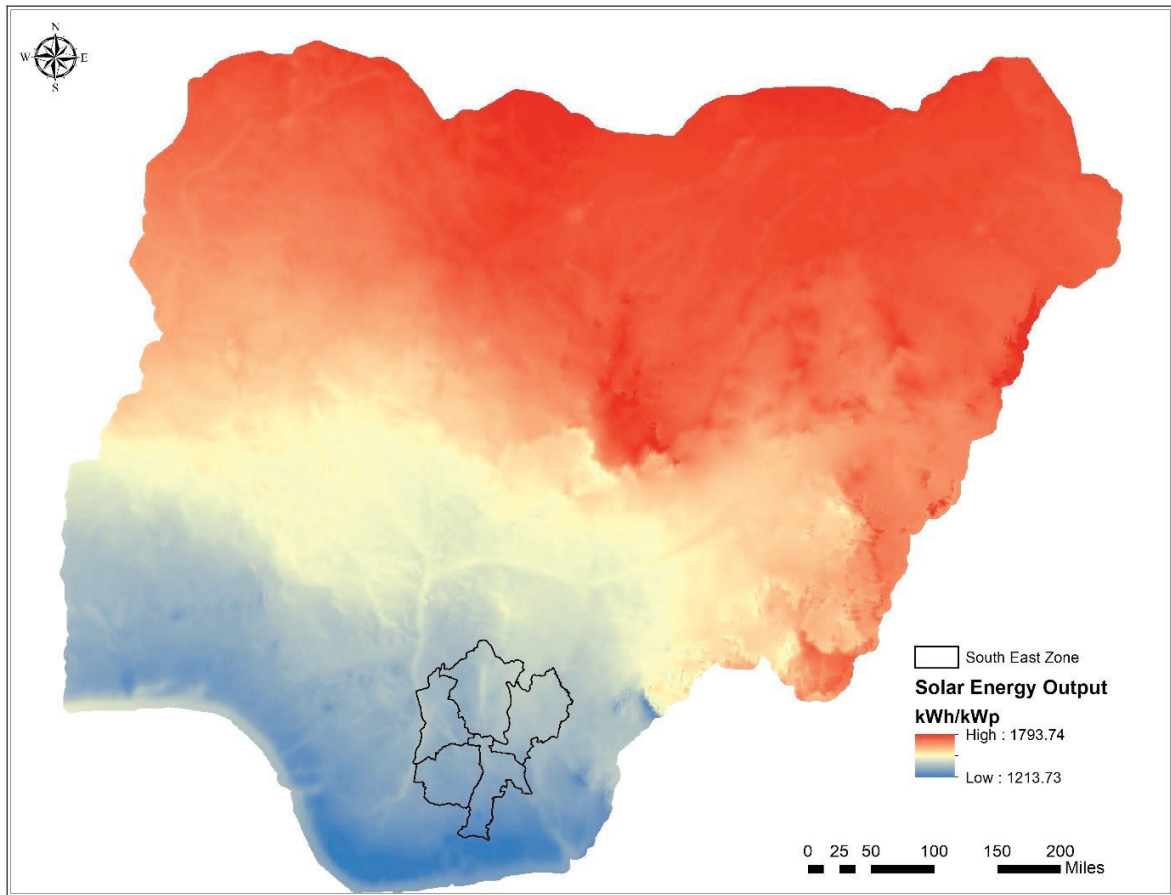 N
W E
S
South East Zone
Solar Energy Output
kWh/kWp
High : 1793.74
Low : 1213.73
0 25 50 100 150 200
Miles